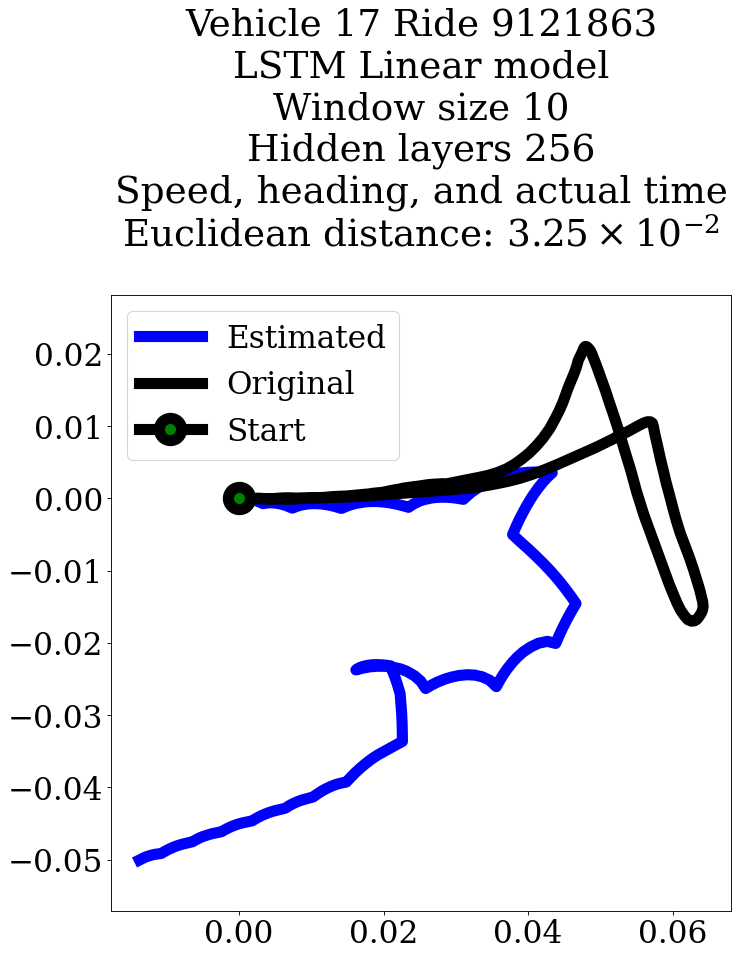 Vehicle 17 Ride 9121863
LSTM Linear model
Window size 10
Hidden layers 256
Speed, heading, and actual time
Euclidean distance: 3.25 × 10⁻²
Estimated
Original
Start
0.02
0.01
0.00
−0.01
−0.02
−0.03
−0.04
−0.05
0.00 0.02 0.04 0.06